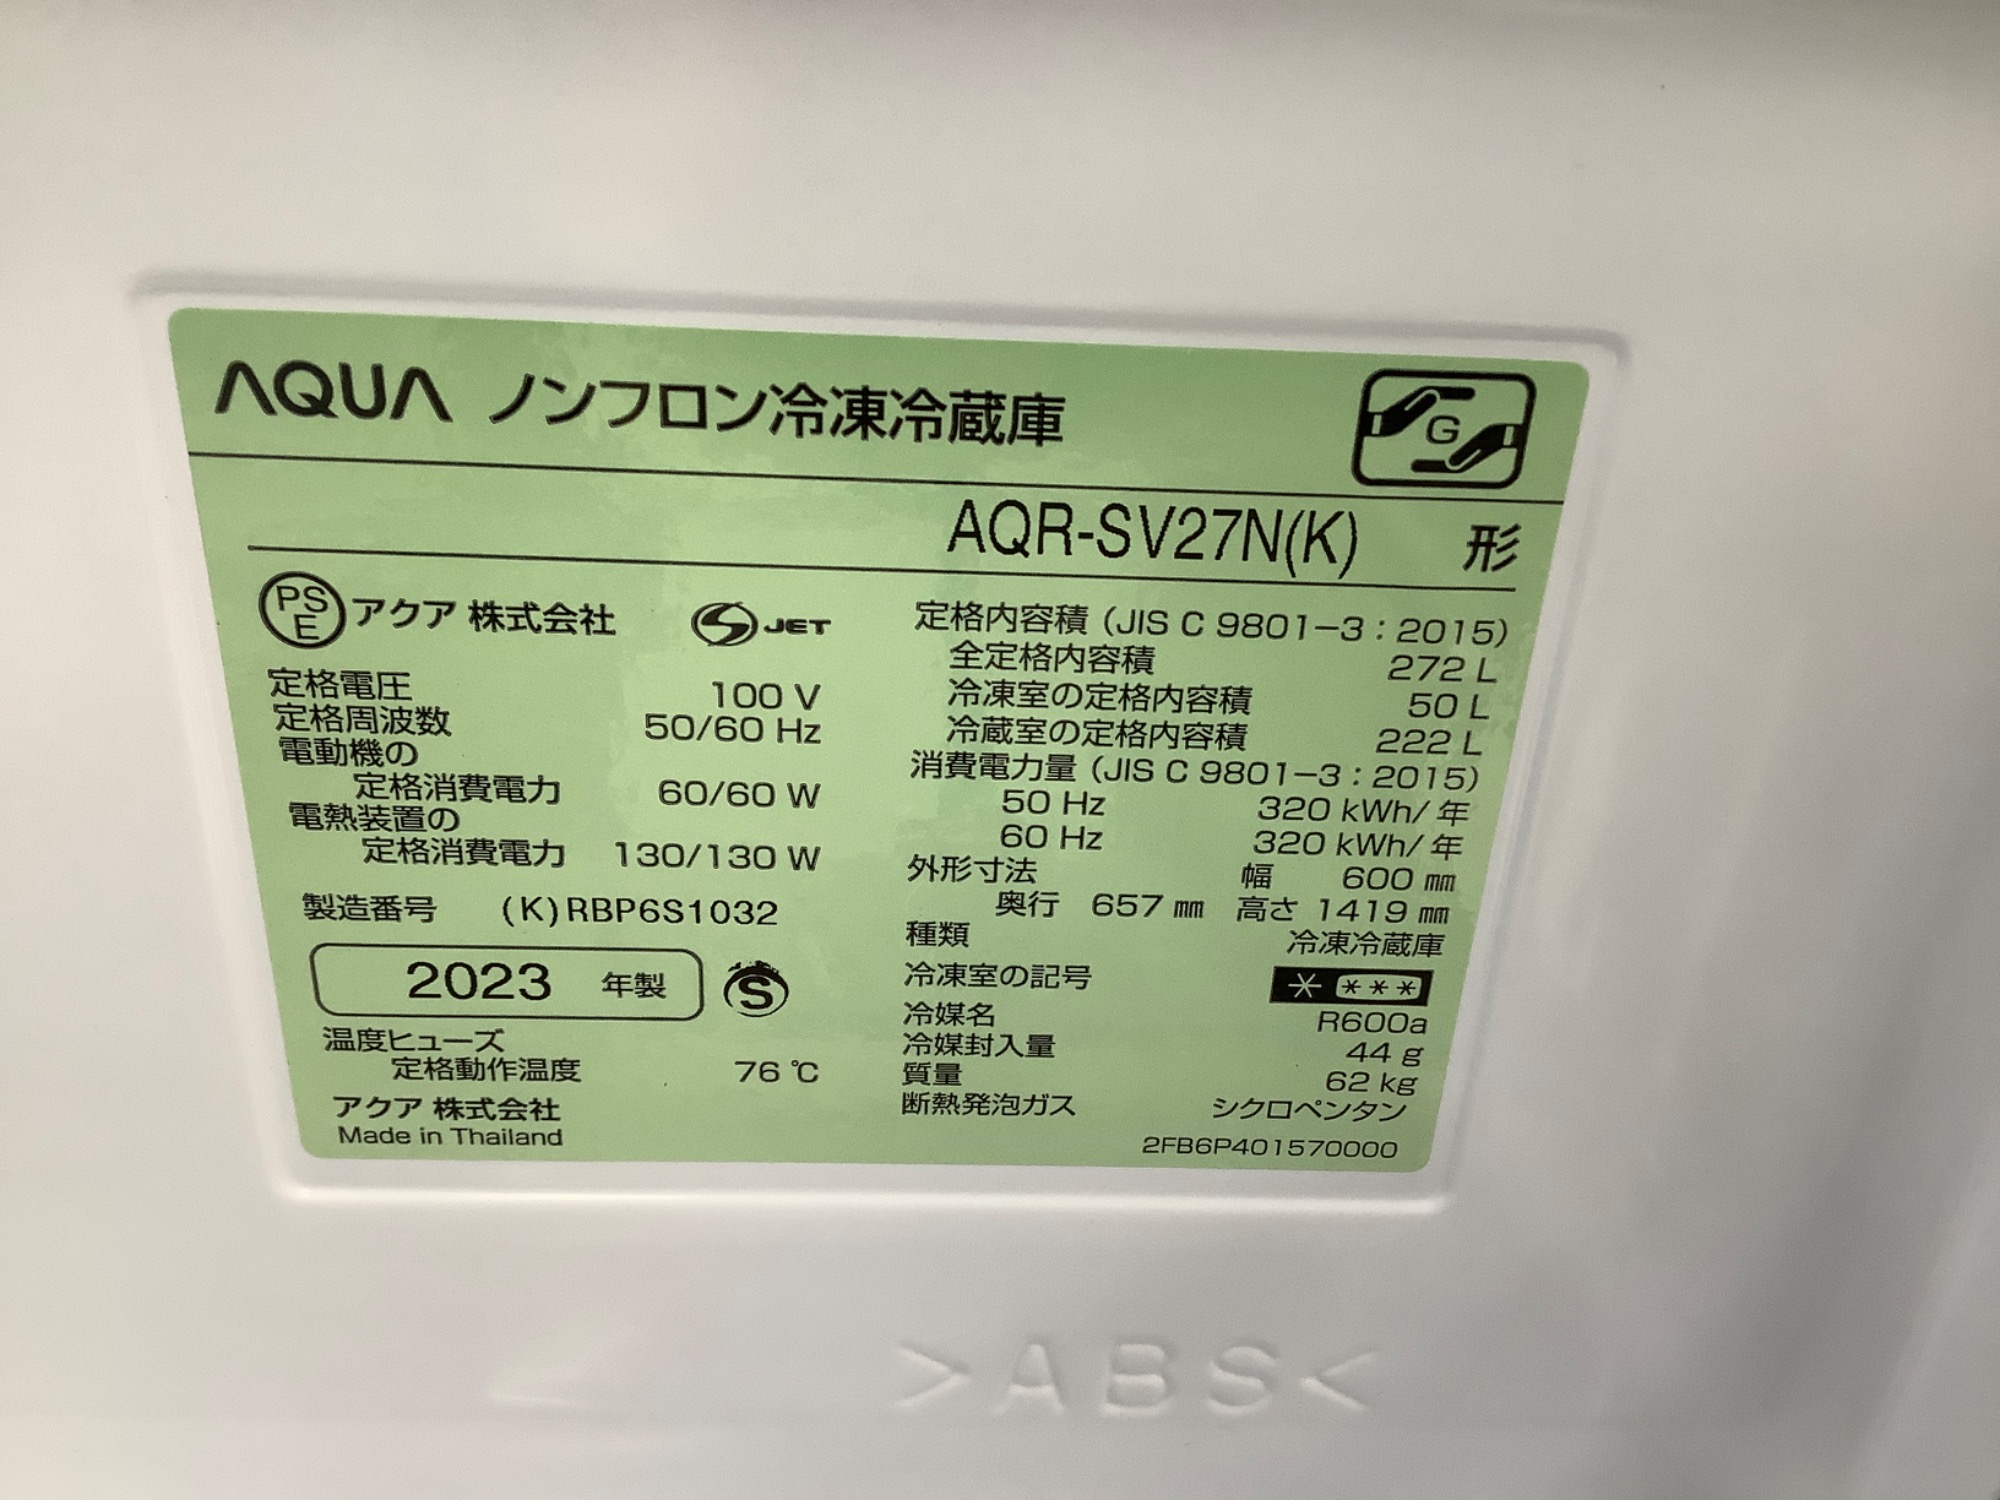 AQUA ノンフロン冷凍冷蔵庫
G
AQR-SV27N(K) 形
PS
E
アクア 株式会社
S JET
定格電圧 100 V
定格周波数 50/60 Hz
電動機の
定格消費電力 60/60 W
電熱装置の
定格消費電力 130/130 W
製造番号 (K)RBP6S1032
2023 年製
S
温度ヒューズ
定格動作温度 76 ℃
アクア 株式会社
Made in Thailand
定格内容積 (JIS C 9801-3 : 2015)
全定格内容積 272 L
冷凍室の定格内容積 50 L
冷蔵室の定格内容積 222 L
消費電力量 (JIS C 9801-3 : 2015)
50 Hz 320 kWh/年
60 Hz 320 kWh/年
外形寸法 幅 600 ㎜
奥行 657 ㎜ 高さ 1419 ㎜
種類 冷凍冷蔵庫
冷凍室の記号 * ***
冷媒名 R600a
冷媒封入量 44 g
質量 62 kg
断熱発泡ガス シクロペンタン
2FB6P401570000
>ABS<